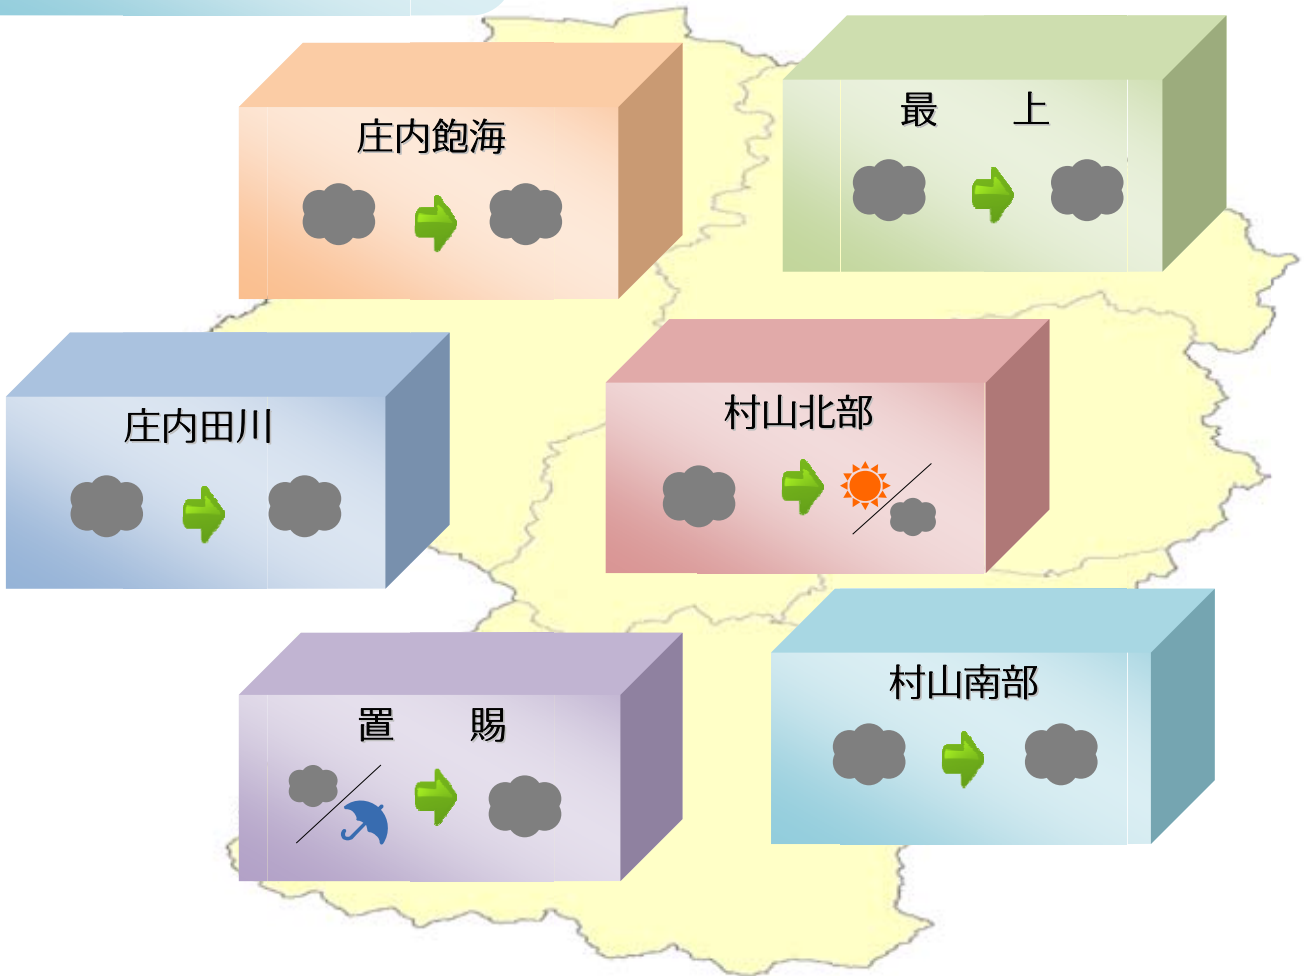 庄内飽海
最　上
庄内田川
村山北部
置　賜
村山南部